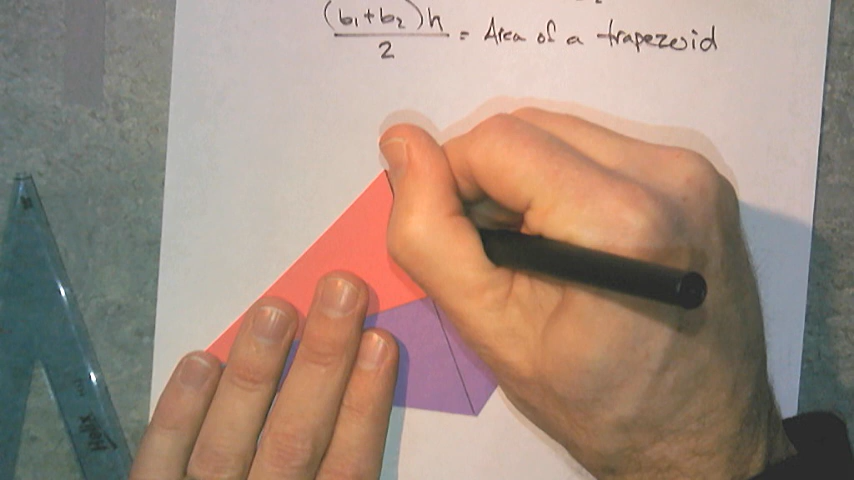 (b₁+b₂)h
2
= Area of a trapezoid